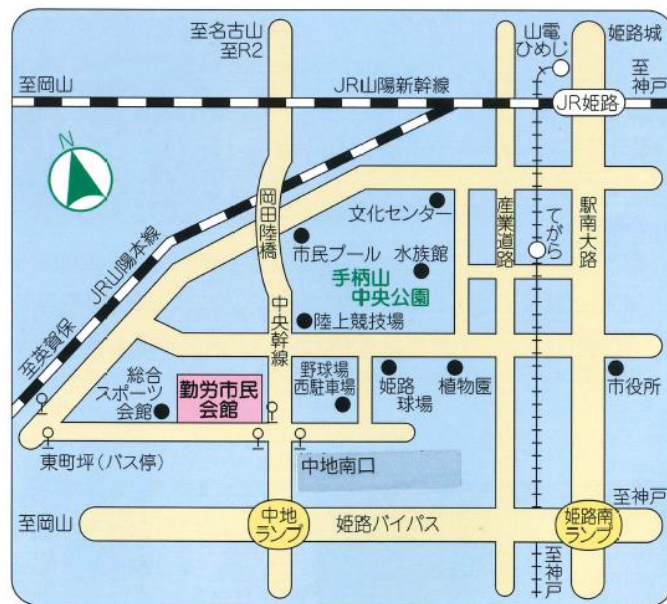 至名古山
至R2
山電
ひめじ
姫路城
至岡山
JR山陽新幹線
至
神戸
JR姫路
N
岡田陸橋
文化センター
産業道路
てがら
駅南大路
市民プール
水族館
手柄山
中央公園
JR山陽本線
中央幹線
陸上競技場
至英賀保
総合
スポーツ
会館
勤労市民
会館
野球場
西駐車場
姫路
球場
植物園
市役所
東町坪(バス停)
中地南口
至岡山
中地
ランプ
姫路バイパス
姫路南
ランプ
至神戸
至神戸